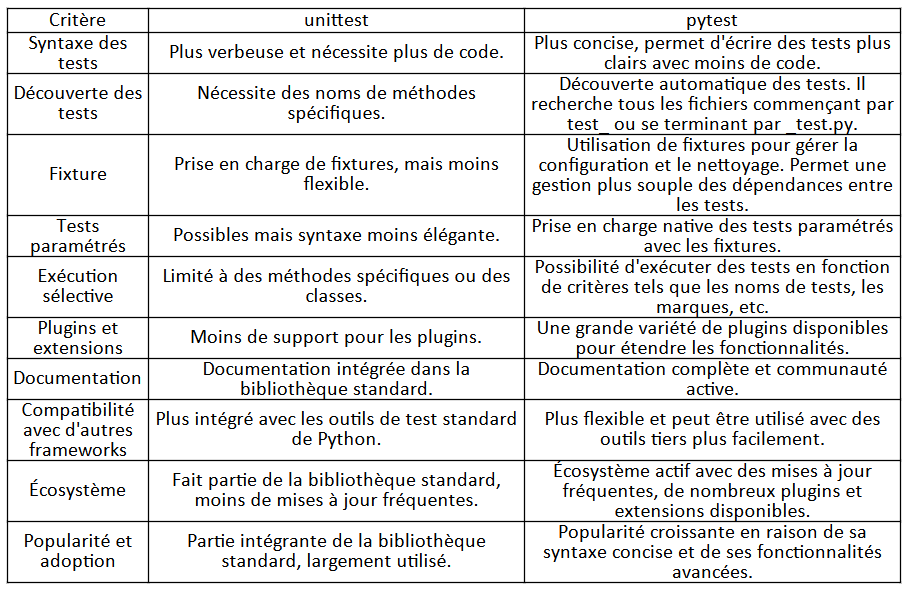 Critère
unittest
pytest
Syntaxe des
tests
Plus verbeuse et nécessite plus de code.
Plus concise, permet d'écrire des tests plus
clairs avec moins de code.
Découverte des
tests
Nécessite des noms de méthodes
spécifiques.
Découverte automatique des tests. Il
recherche tous les fichiers commençant par
test_ ou se terminant par _test.py.
Fixture
Prise en charge de fixtures, mais moins
flexible.
Utilisation de fixtures pour gérer la
configuration et le nettoyage. Permet une
gestion plus souple des dépendances entre
les tests.
Tests
paramétrés
Possibles mais syntaxe moins élégante.
Prise en charge native des tests paramétrés
avec les fixtures.
Exécution
sélective
Limité à des méthodes spécifiques ou des
classes.
Possibilité d'exécuter des tests en fonction
de critères tels que les noms de tests, les
marques, etc.
Plugins et
extensions
Moins de support pour les plugins.
Une grande variété de plugins disponibles
pour étendre les fonctionnalités.
Documentation
Documentation intégrée dans la
bibliothèque standard.
Documentation complète et communauté
active.
Compatibilité
avec d'autres
frameworks
Plus intégré avec les outils de test standard
de Python.
Plus flexible et peut être utilisé avec des
outils tiers plus facilement.
Écosystème
Fait partie de la bibliothèque standard,
moins de mises à jour fréquentes.
Écosystème actif avec des mises à jour
fréquentes, de nombreux plugins et
extensions disponibles.
Popularité et
adoption
Partie intégrante de la bibliothèque
standard, largement utilisé.
Popularité croissante en raison de sa
syntaxe concise et de ses fonctionnalités
avancées.